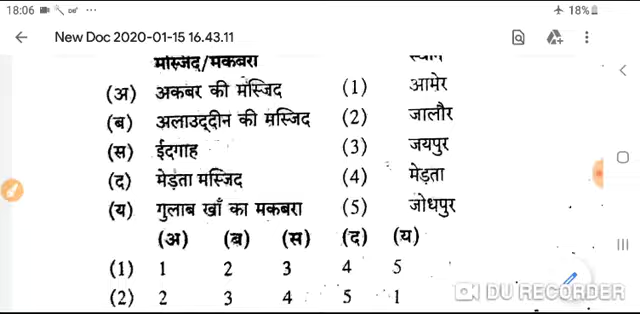 18:06 18%
New Doc 2020-01-15 16.43.11
मस्जिद/मकबरा स्थान
(अ) अकबर की मस्जिद (1) आमेर
(ब) अलाउद्दीन की मस्जिद (2) जालौर
(स) ईदगाह (3) जयपुर
(द) मेड़ता मस्जिद (4) मेड़ता
(य) गुलाब खाँ का मकबरा (5) जोधपुर
(अ) (ब) (स) (द) (य)
(1) 1 2 3 4 5
(2) 2 3 4 5 1
DU RECORDER